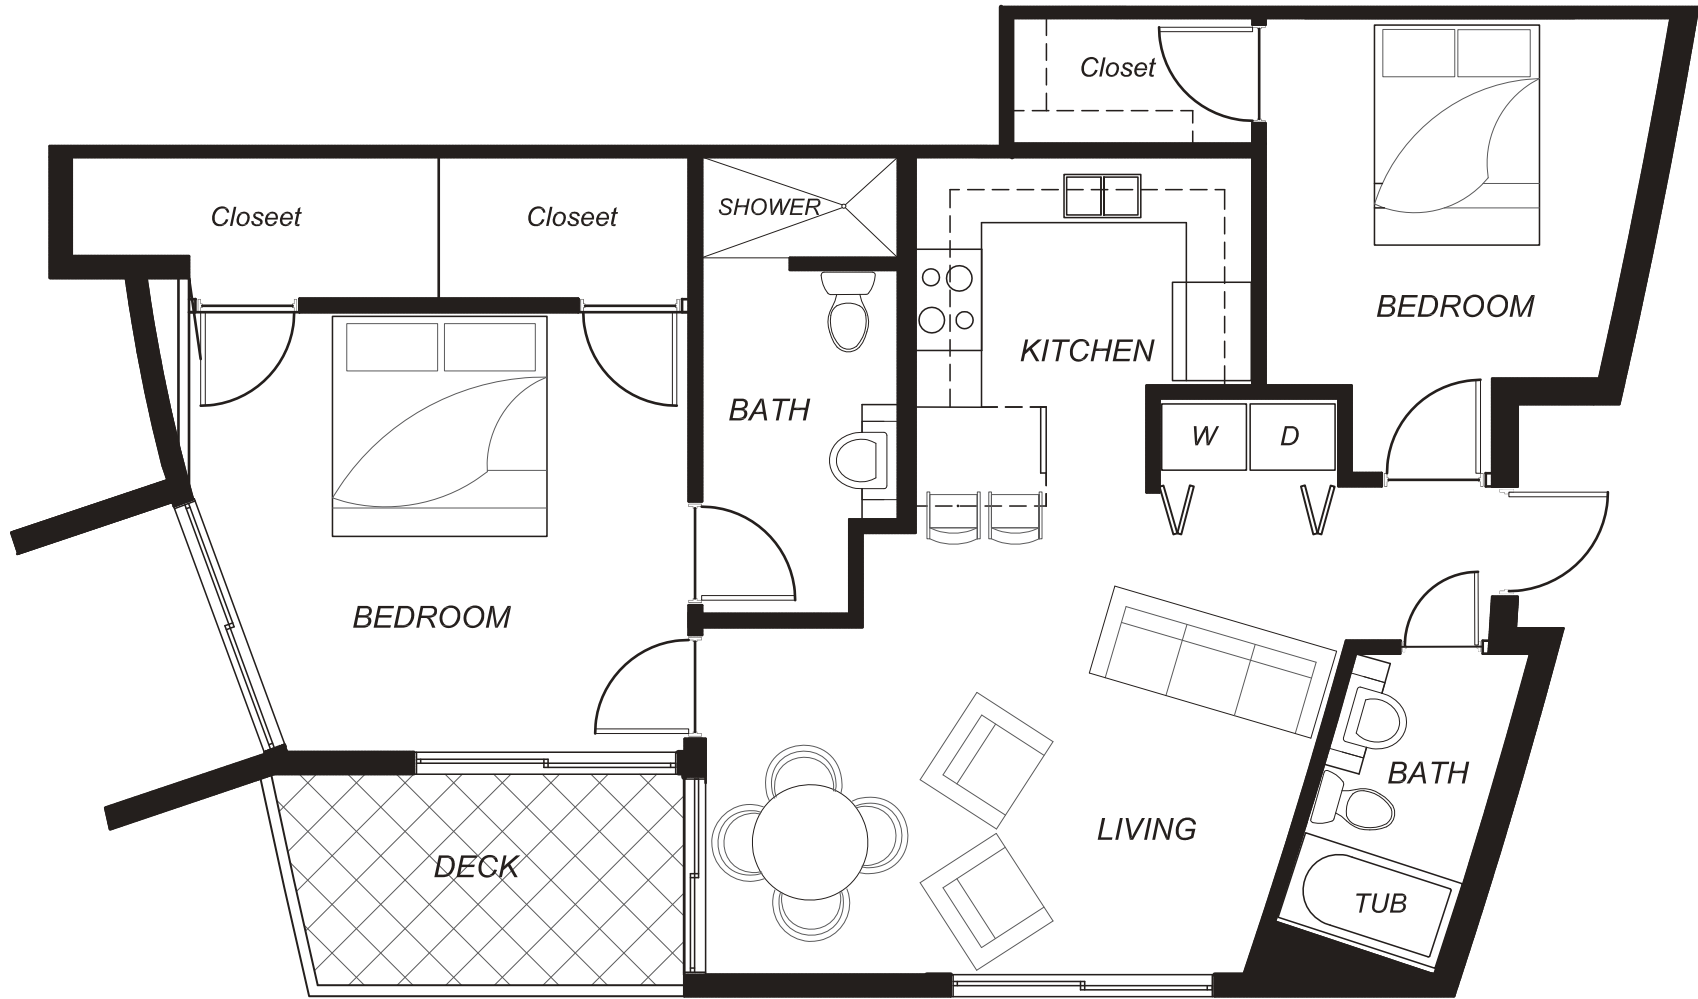 Closet
Closeet
Closeet
SHOWER
BEDROOM
KITCHEN
BATH
W
D
BEDROOM
BATH
LIVING
DECK
TUB